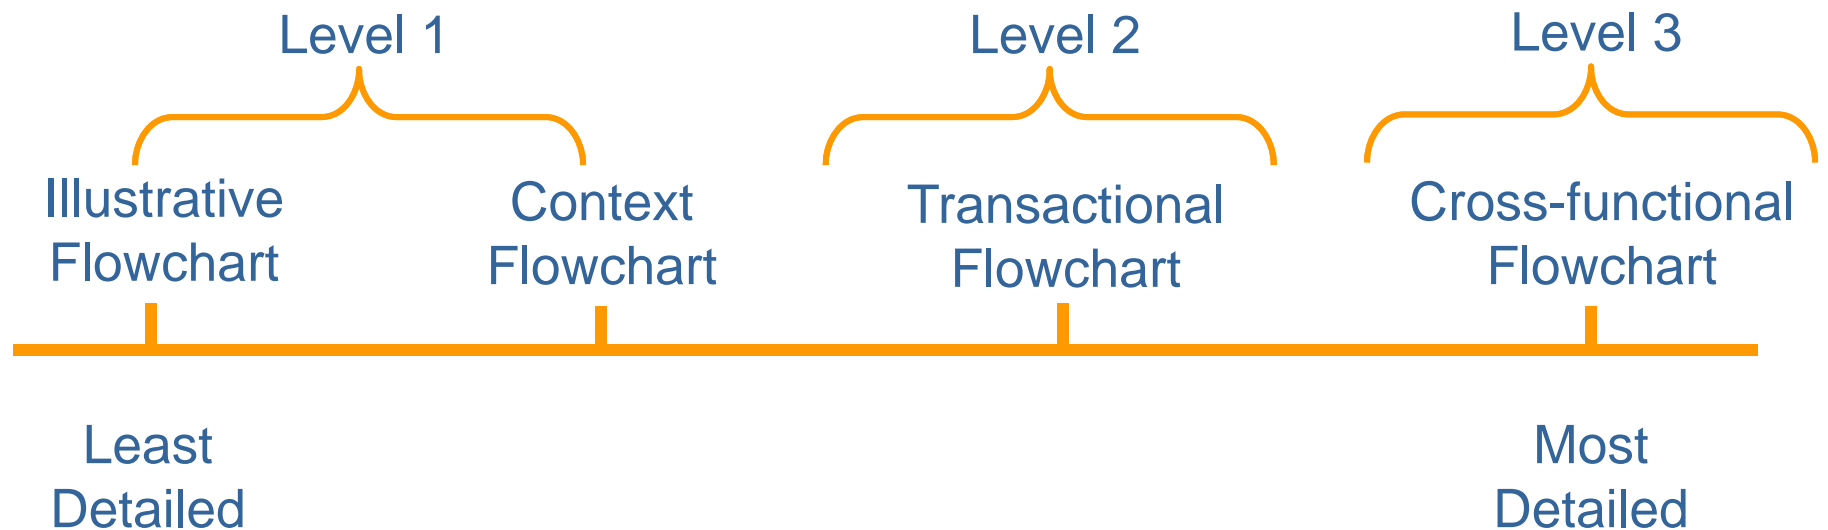 Level 1
Level 2
Level 3
Illustrative
Flowchart
Context
Flowchart
Transactional
Flowchart
Cross-functional
Flowchart
Least
Detailed
Most
Detailed